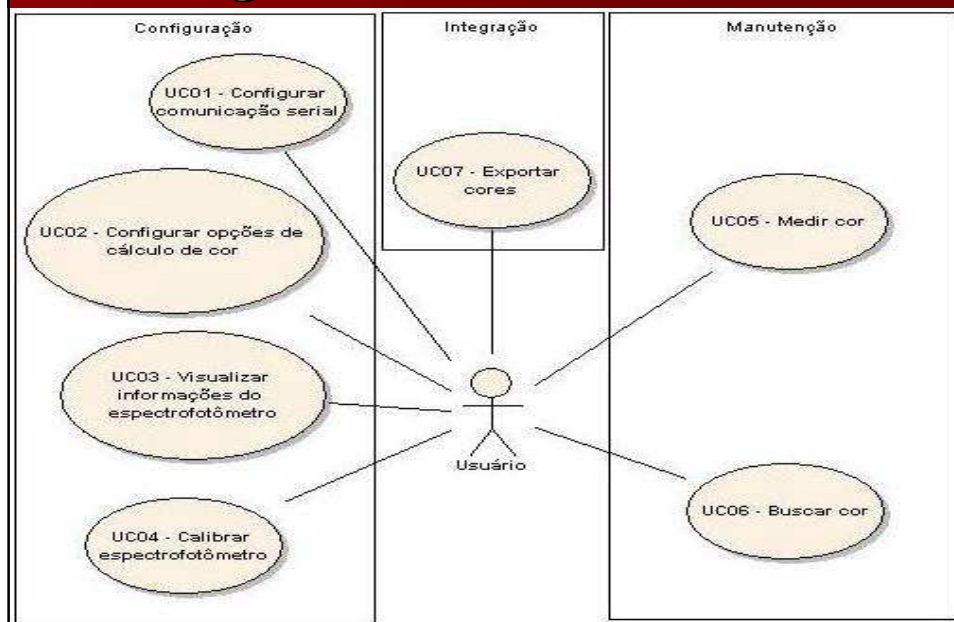 Configuração
UC01 - Configurar
comunicação serial
UC02 - Configurar opções de
cálculo de cor
UC03 - Visualizar
informações do
espectrofotômetro
UC04 - Calibrar
espectrofotômetro
Integração
UC07 - Exportar
cores
Usuário
Manutenção
UC05 - Medir cor
UC06 - Buscar cor